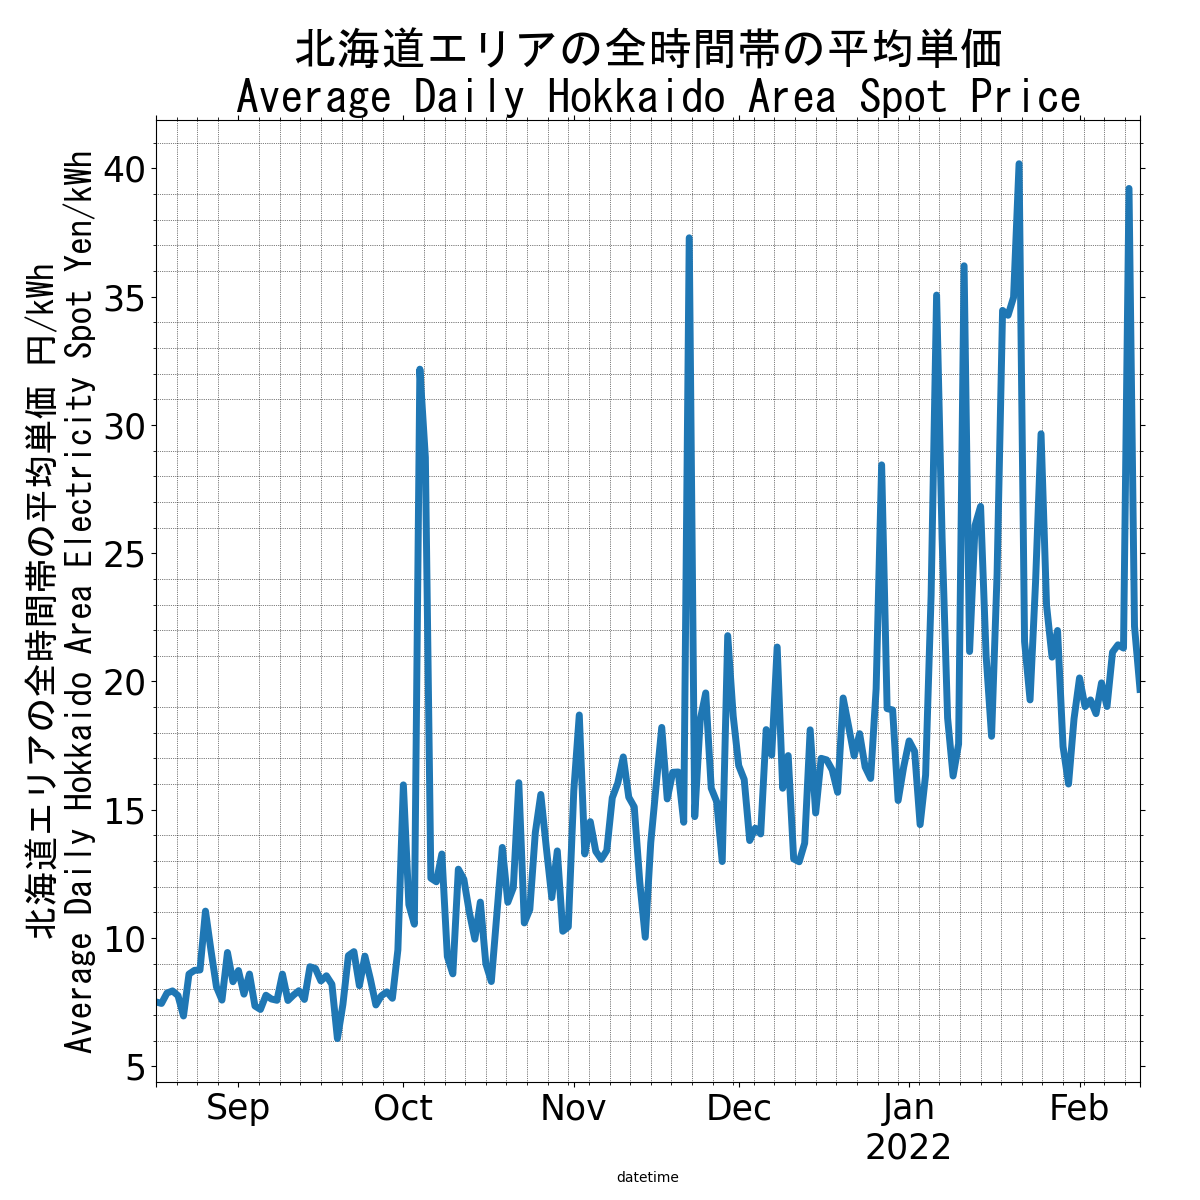 北海道エリアの全時間帯の平均単価
Average Daily Hokkaido Area Spot Price
北海道エリアの全時間帯の平均単価 円/kWh
Average Daily Hokkaido Area Electricity Spot Yen/kWh
40
35
30
25
20
15
10
5
Sep
Oct
Nov
Dec
Jan
2022
Feb
datetime